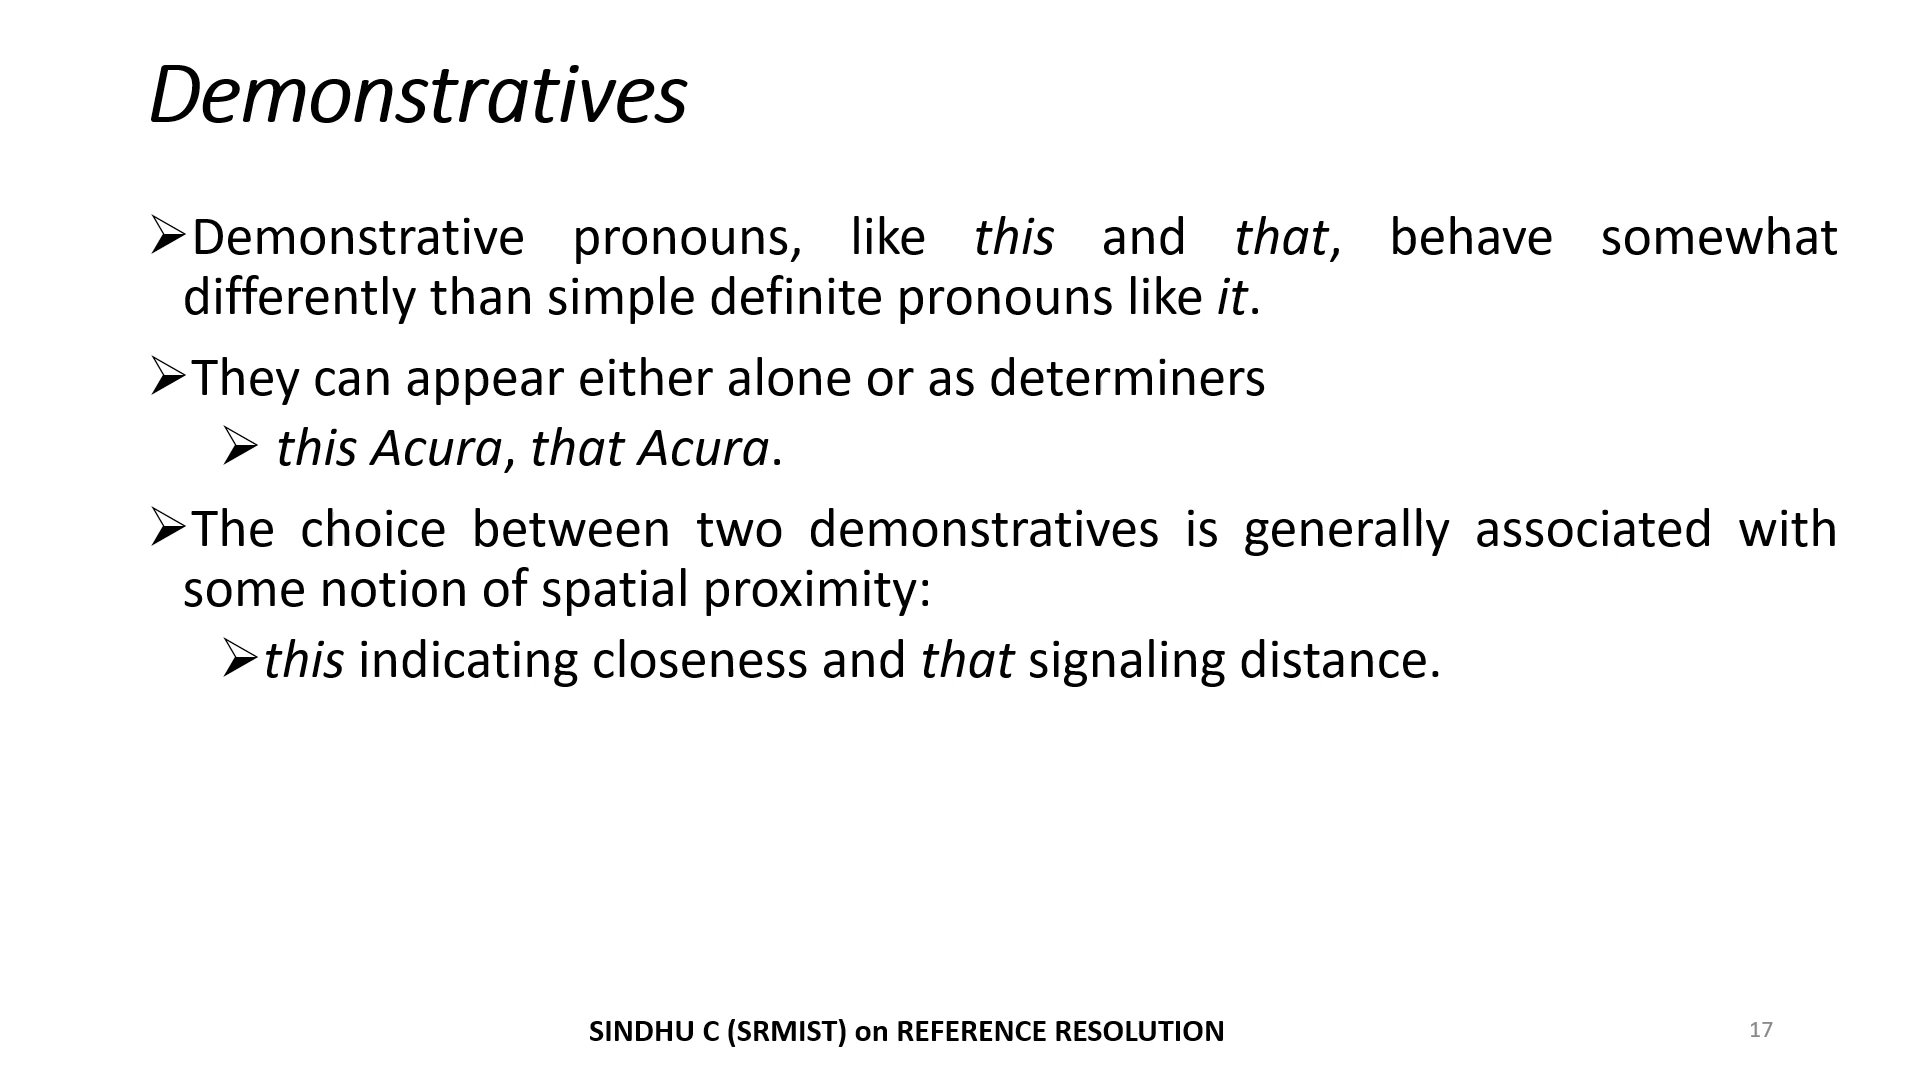 Demonstratives
➢Demonstrative pronouns, like this and that, behave somewhat
differently than simple definite pronouns like it.
➢They can appear either alone or as determiners
➢ this Acura, that Acura.
➢The choice between two demonstratives is generally associated with
some notion of spatial proximity:
➢this indicating closeness and that signaling distance.
SINDHU C (SRMIST) on REFERENCE RESOLUTION
17